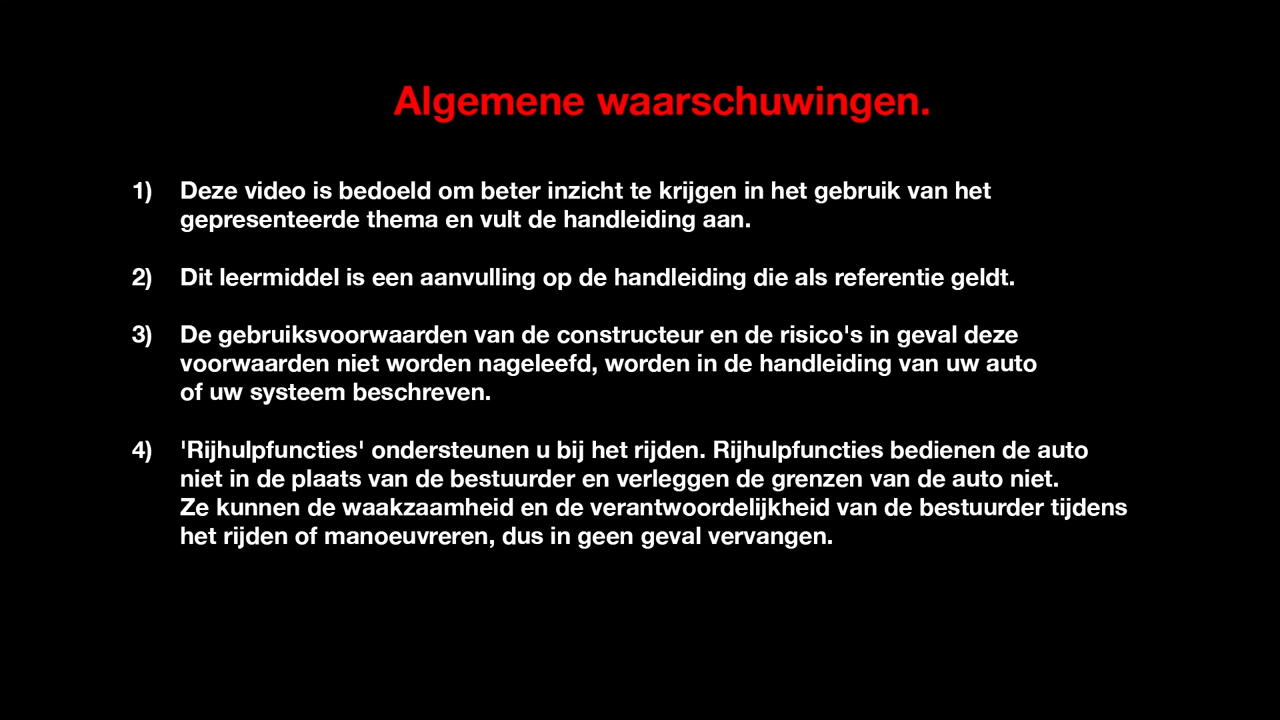 Algemene waarschuwingen.
1) Deze video is bedoeld om beter inzicht te krijgen in het gebruik van het
gepresenteerde thema en vult de handleiding aan.
2) Dit leermiddel is een aanvulling op de handleiding die als referentie geldt.
3) De gebruiksvoorwaarden van de constructeur en de risico's in geval deze
voorwaarden niet worden nageleefd, worden in de handleiding van uw auto
of uw systeem beschreven.
4) 'Rijhulpfuncties' ondersteunen u bij het rijden. Rijhulpfuncties bedienen de auto
niet in de plaats van de bestuurder en verleggen de grenzen van de auto niet.
Ze kunnen de waakzaamheid en de verantwoordelijkheid van de bestuurder tijdens
het rijden of manoeuvreren, dus in geen geval vervangen.